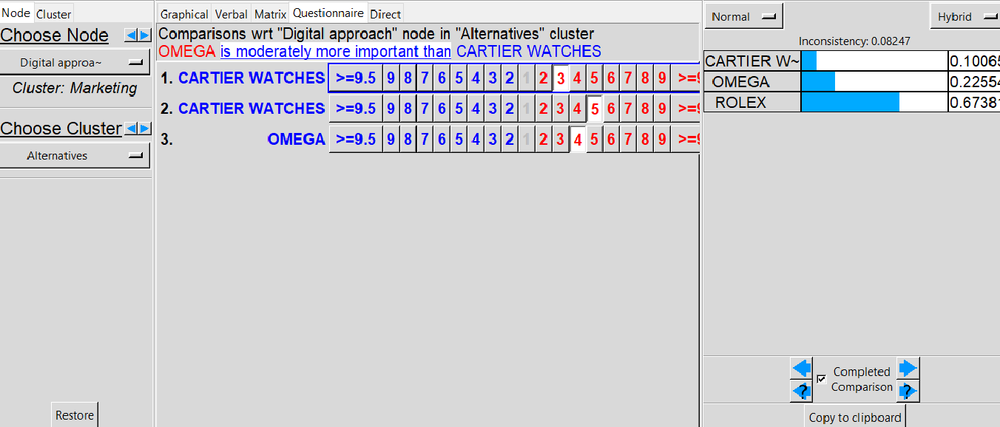 Node Cluster
Choose Node
Digital approa~
Cluster: Marketing
Choose Cluster
Alternatives
Restore
Graphical Verbal Matrix Questionnaire Direct
Comparisons wrt "Digital approach" node in "Alternatives" cluster
OMEGA is moderately more important than CARTIER WATCHES
1. CARTIER WATCHES >=9.5 9 8 7 6 5 4 3 2 1 2 3 4 5 6 7 8 9 >=9
2. CARTIER WATCHES >=9.5 9 8 7 6 5 4 3 2 1 2 3 4 5 6 7 8 9 >=9
3. OMEGA >=9.5 9 8 7 6 5 4 3 2 1 2 3 4 5 6 7 8 9 >=9
Normal Hybrid
Inconsistency: 0.08247
CARTIER W~ 0.10065
OMEGA 0.22554
ROLEX 0.67381
Completed
Comparison
? ?
Copy to clipboard